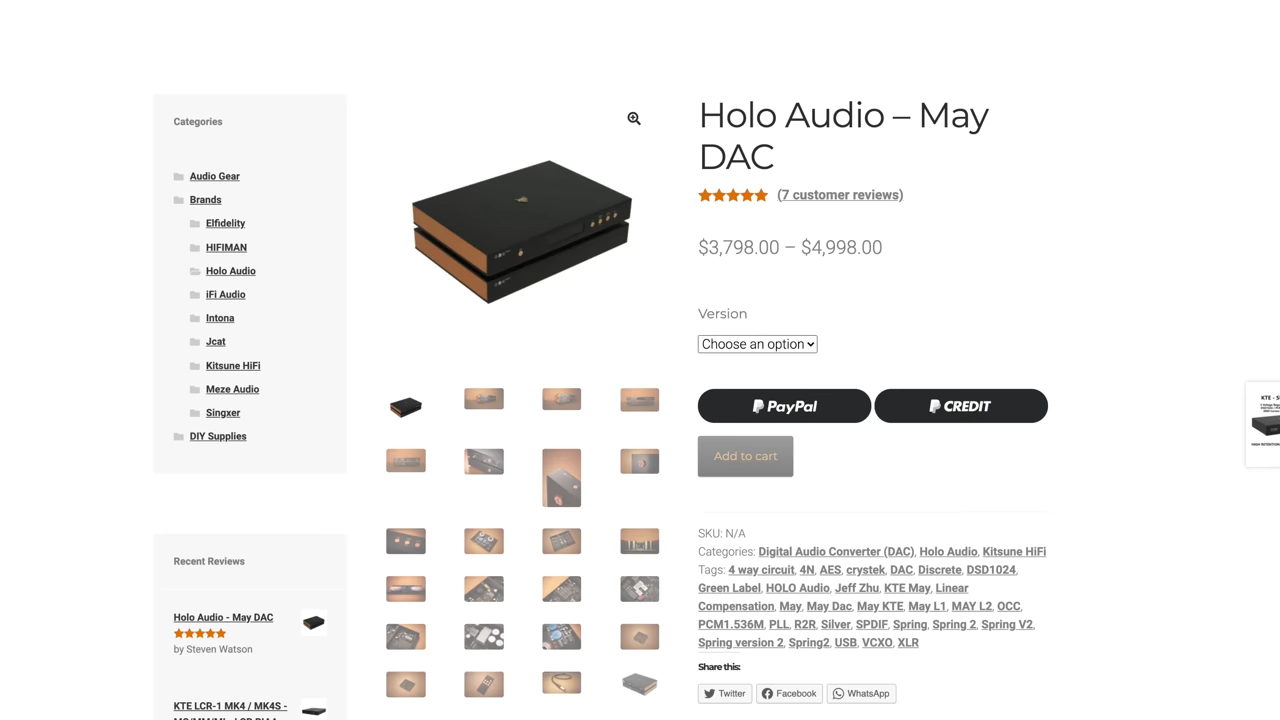 Categories
Audio Gear
Brands
Elfidelity
HIFIMAN
Holo Audio
iFi Audio
Intona
Jcat
Kitsune HiFi
Meze Audio
Singxer
DIY Supplies
Recent Reviews
Holo Audio - May DAC
by Steven Watson
KTE LCR-1 MK4 / MK4S -
Holo Audio – May
DAC
(7 customer reviews)
$3,798.00 – $4,998.00
Version
Choose an option
PayPal
CREDIT
Add to cart
SKU: N/A
Categories: Digital Audio Converter (DAC), Holo Audio, Kitsune HiFi
Tags: 4 way circuit, 4N, AES, crystek, DAC, Discrete, DSD1024,
Green Label, HOLO Audio, Jeff Zhu, KTE May, Linear
Compensation, May, May Dac, May KTE, May L1, MAY L2, OCC,
PCM1.536M, PLL, R2R, Silver, SPDIF, Spring, Spring 2, Spring V2,
Spring version 2, Spring2, USB, VCXO, XLR
Share this:
Twitter
Facebook
WhatsApp